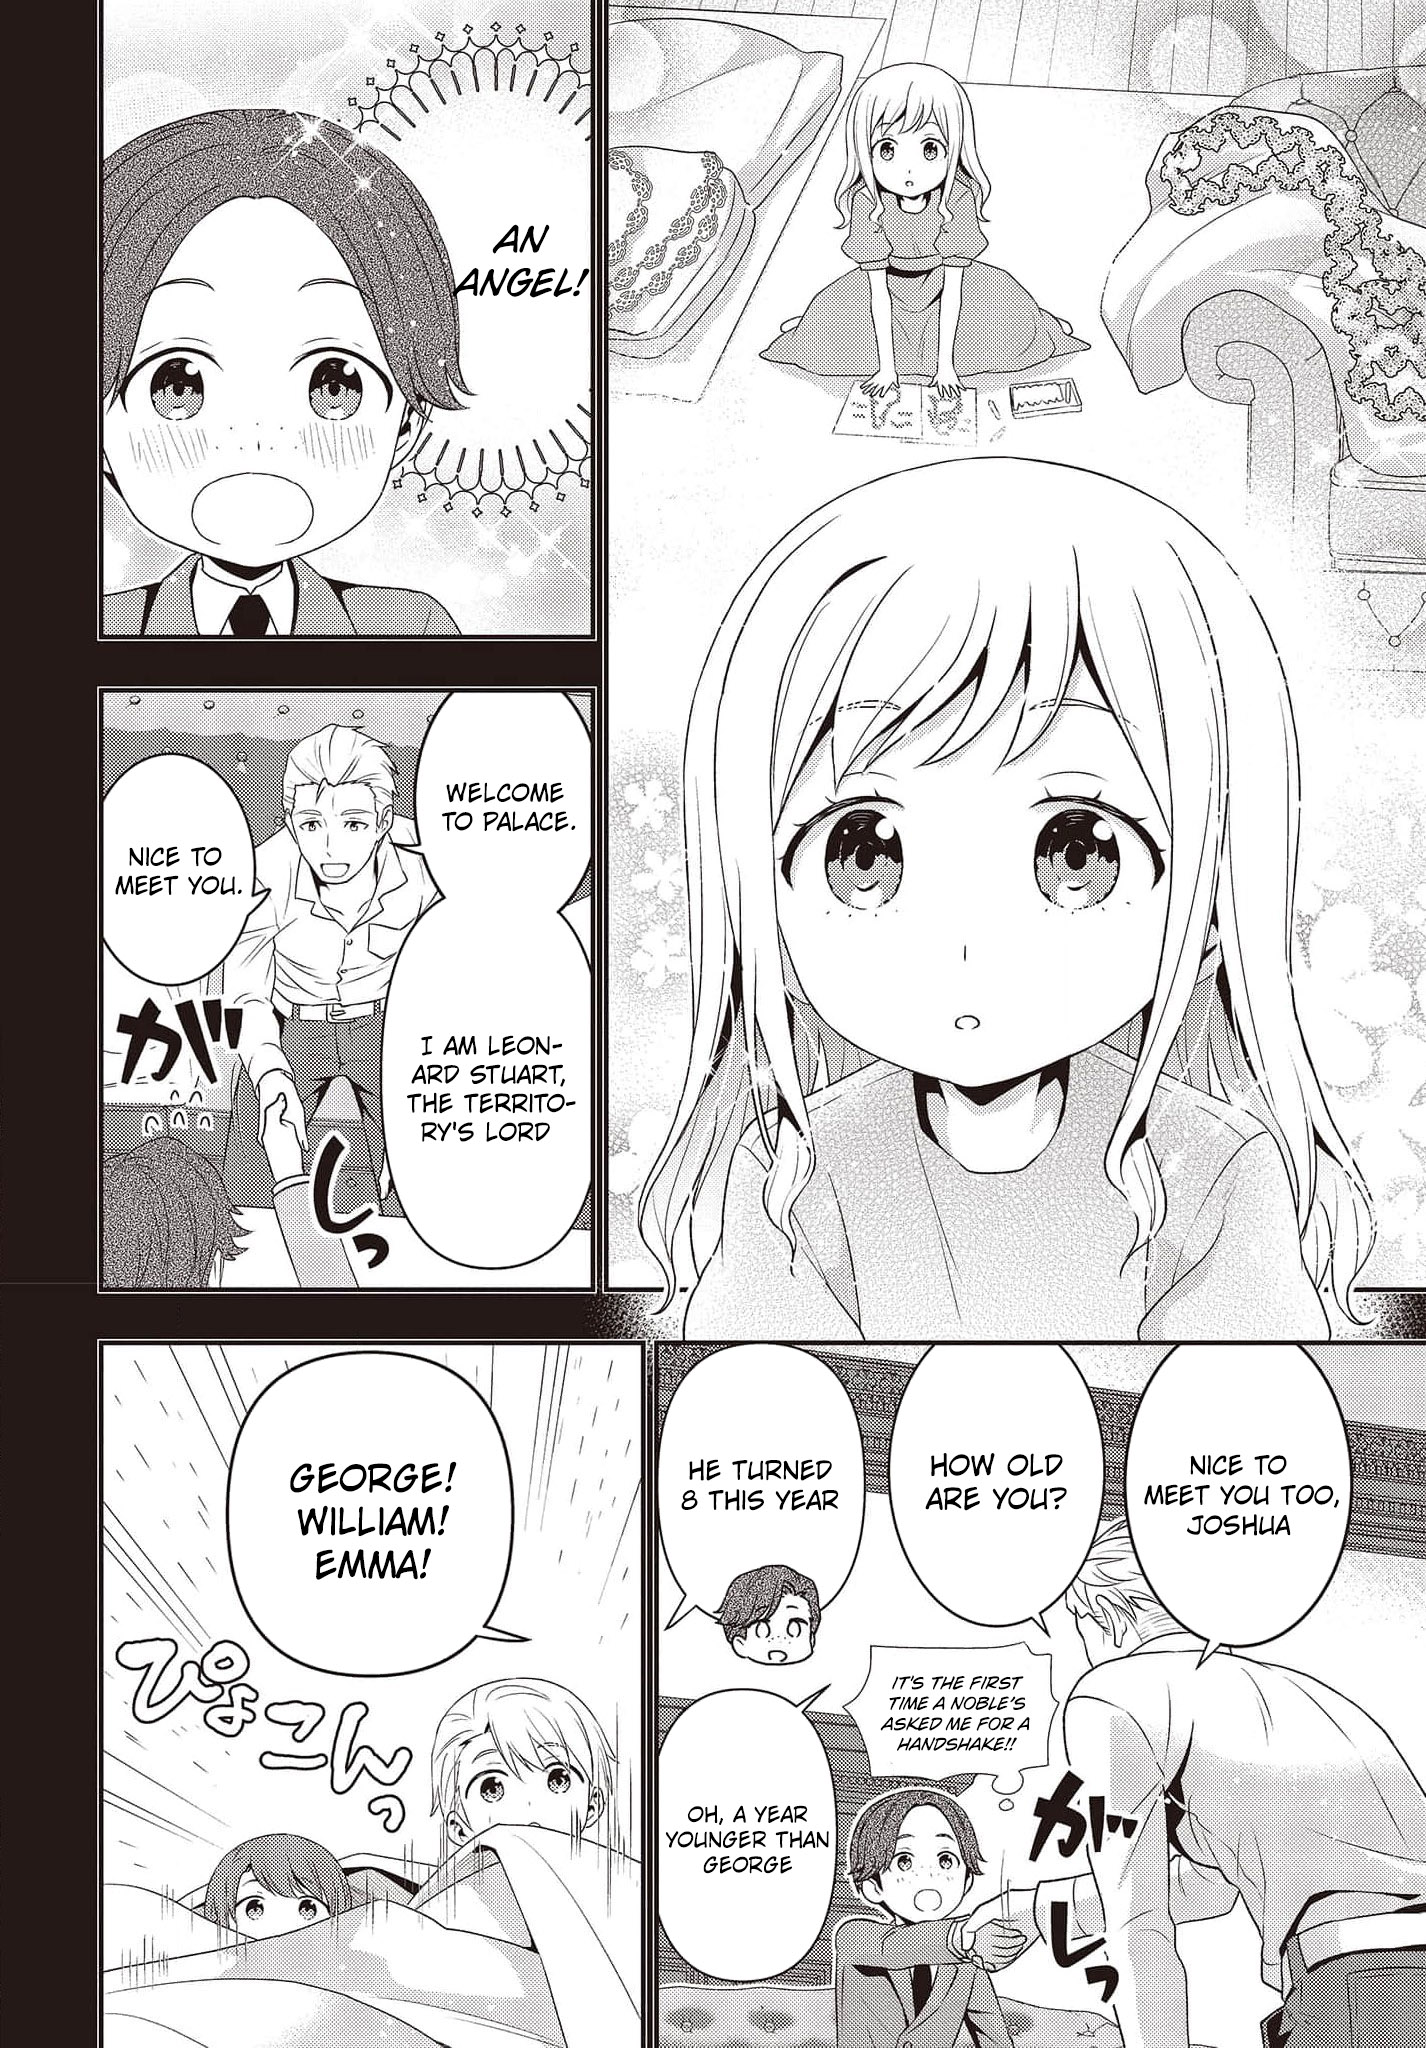 AN
ANGEL!
WELCOME
TO PALACE.
I AM LEON-
ARD STUART,
THE TERRITO-
RY'S LORD
NICE TO
MEET YOU.
がしっ
NICE TO
MEET YOU TOO,
JOSHUA
HOW OLD
ARE YOU?
HE TURNED
8 THIS YEAR
IT'S THE FIRST
TIME A NOBLE'S
ASKED ME FOR A
HANDSHAKE!!
がしっ
OH, A YEAR
YOUNGER THAN
GEORGE
GEORGE!
WILLIAM!
EMMA!
ぴょこんっ